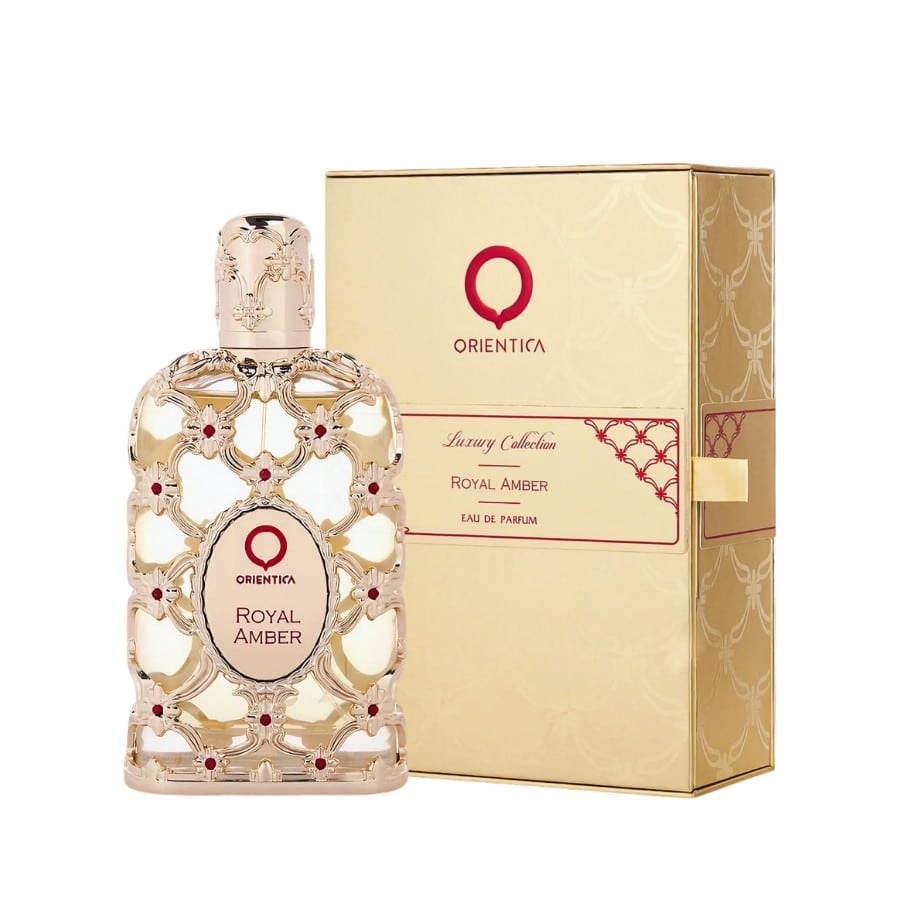 ORIENTICA
Luxury Collection
ROYAL AMBER
EAU DE PARFUM
ORIENTICA
ROYAL
AMBER